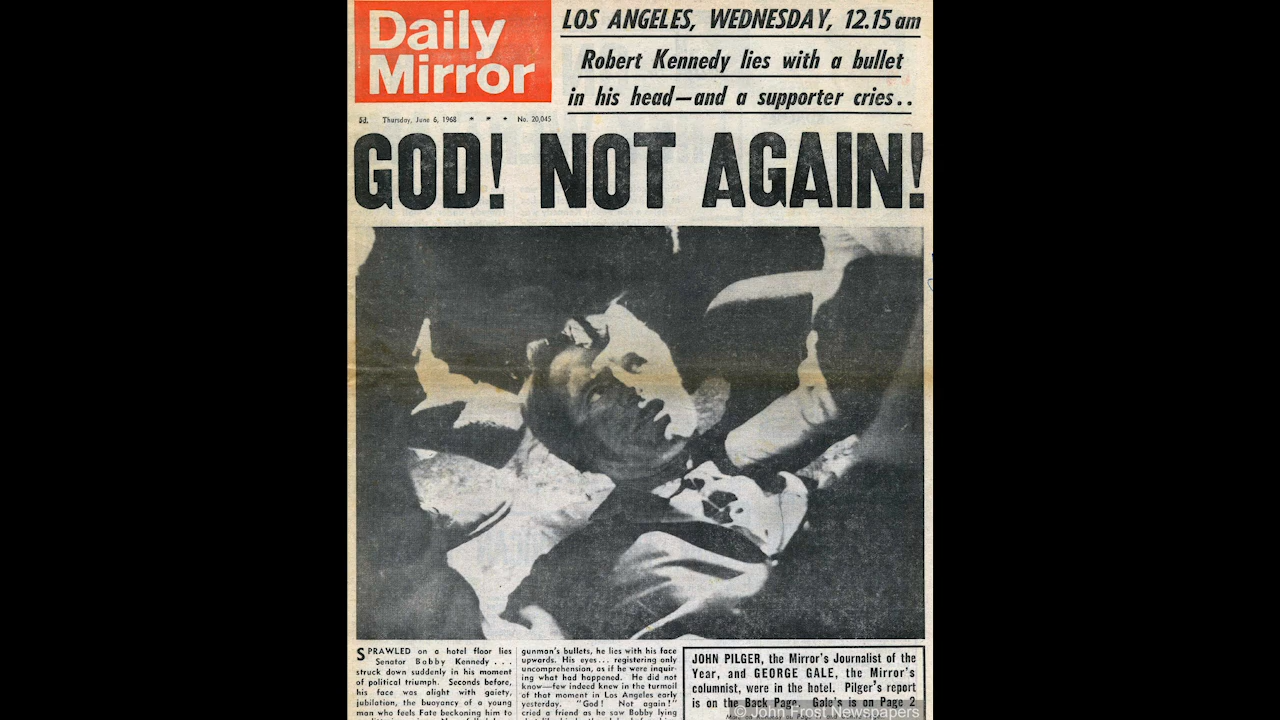 Daily
Mirror
LOS ANGELES, WEDNESDAY, 12.15 am
Robert Kennedy lies with a bullet
in his head—and a supporter cries..
5d. Thursday, June 6, 1968 * * * No. 20,045
GOD! NOT AGAIN!
SPRAWLED on a hotel floor lies
Senator Bobby Kennedy . . .
struck down suddenly in his moment
of political triumph. Seconds before,
his face was alight with gaiety,
jubilation, the buoyancy of a young
man who feels Fate beckoning him to
gunman's bullets, he lies with his face
upwards. His eyes... registering only
uncomprehension, as if he were inquir-
ing what had happened. He did not
know—few indeed knew in the turmoil
of that moment in Los Angeles early
yesterday. "God! Not again!"
cried a friend as he saw Bobby lying
JOHN PILGER, the Mirror's Journalist of the
Year, and GEORGE GALE, the Mirror's
columnist, were in the hotel. Pilger's report
is on the Back Page. Gale's is on Page 2
© John Frost Newspapers